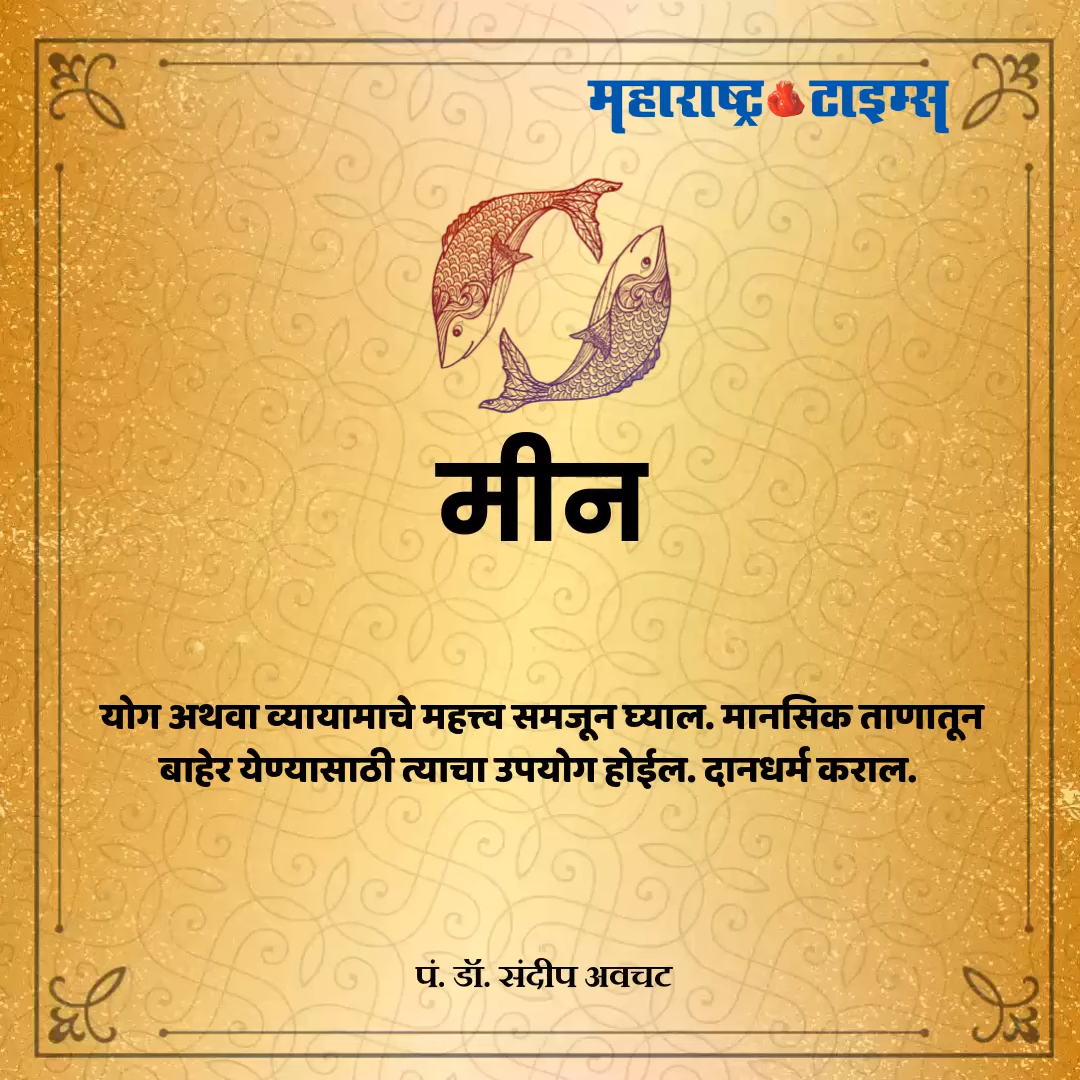 महाराष्ट्र टाइम्स
मीन
योग अथवा व्यायामाचे महत्त्व समजून घ्याल. मानसिक ताणातून
बाहेर येण्यासाठी त्याचा उपयोग होईल. दानधर्म कराल.
पं. डॉ. संदीप अवचट